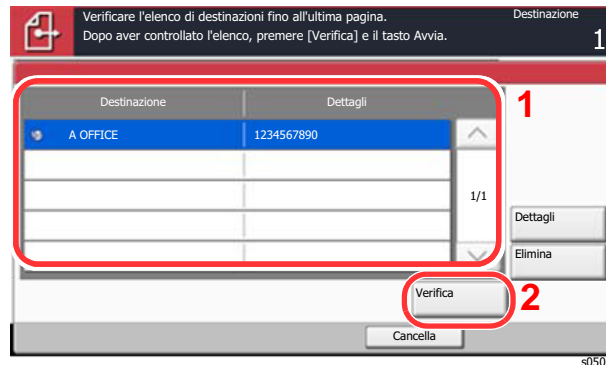 Verificare l'elenco di destinazioni fino all'ultima pagina.
Dopo aver controllato l'elenco, premere [Verifica] e il tasto Avvia.
Destinazione
1
Destinazione Dettagli
1
A OFFICE 1234567890
1/1
Dettagli
Elimina
Verifica
2
Cancella
s050